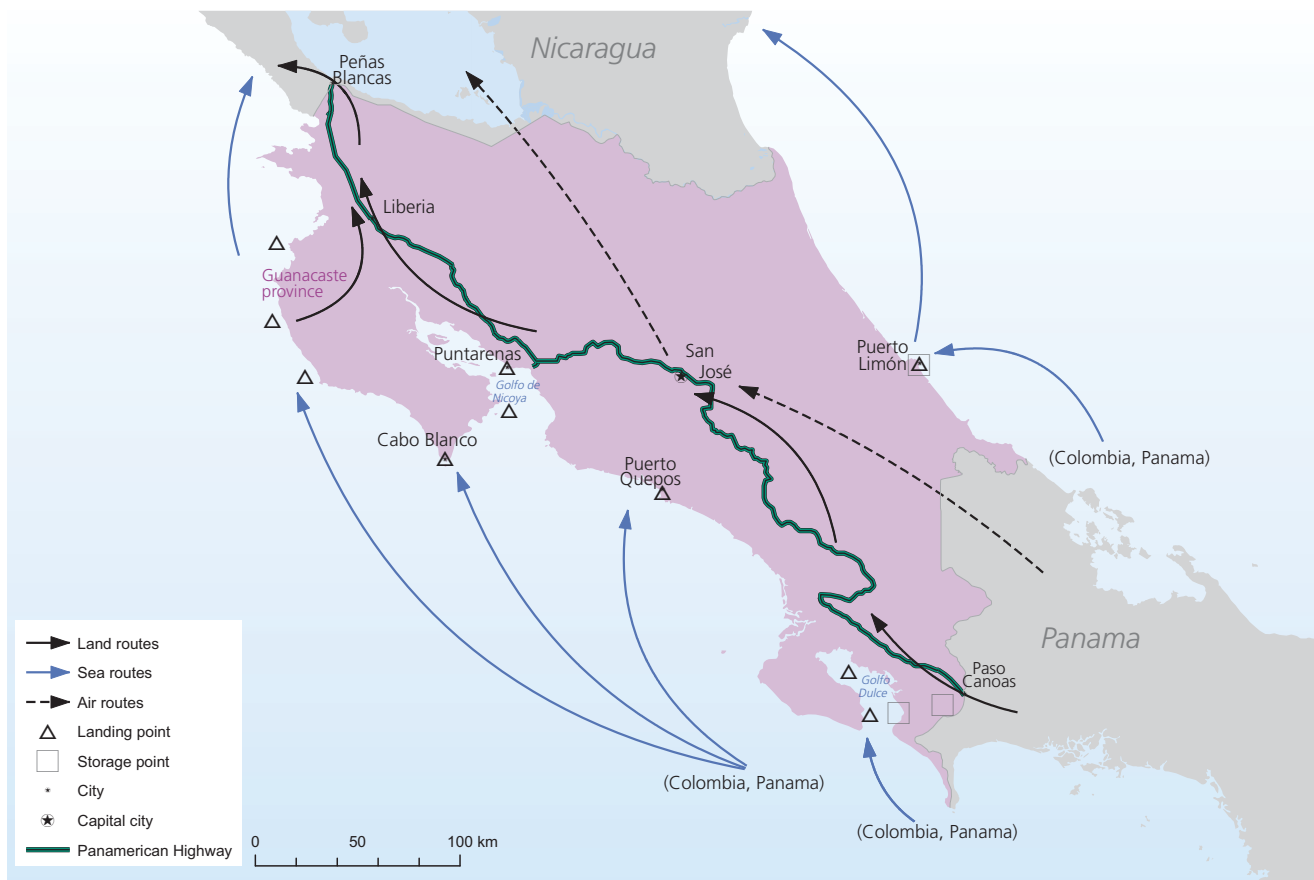 Nicaragua
Peñas
Blancas
Liberia
Guanacaste
province
Puntarenas
San
José
Puerto
Limón
Golfo de
Nicoya
Cabo Blanco
(Colombia, Panama)
Puerto
Quepos
Panama
Paso
Canoas
Golfo
Dulce
(Colombia, Panama)
(Colombia, Panama)
Land routes
Sea routes
Air routes
Landing point
Storage point
City
Capital city
Panamerican Highway
0 50 100 km